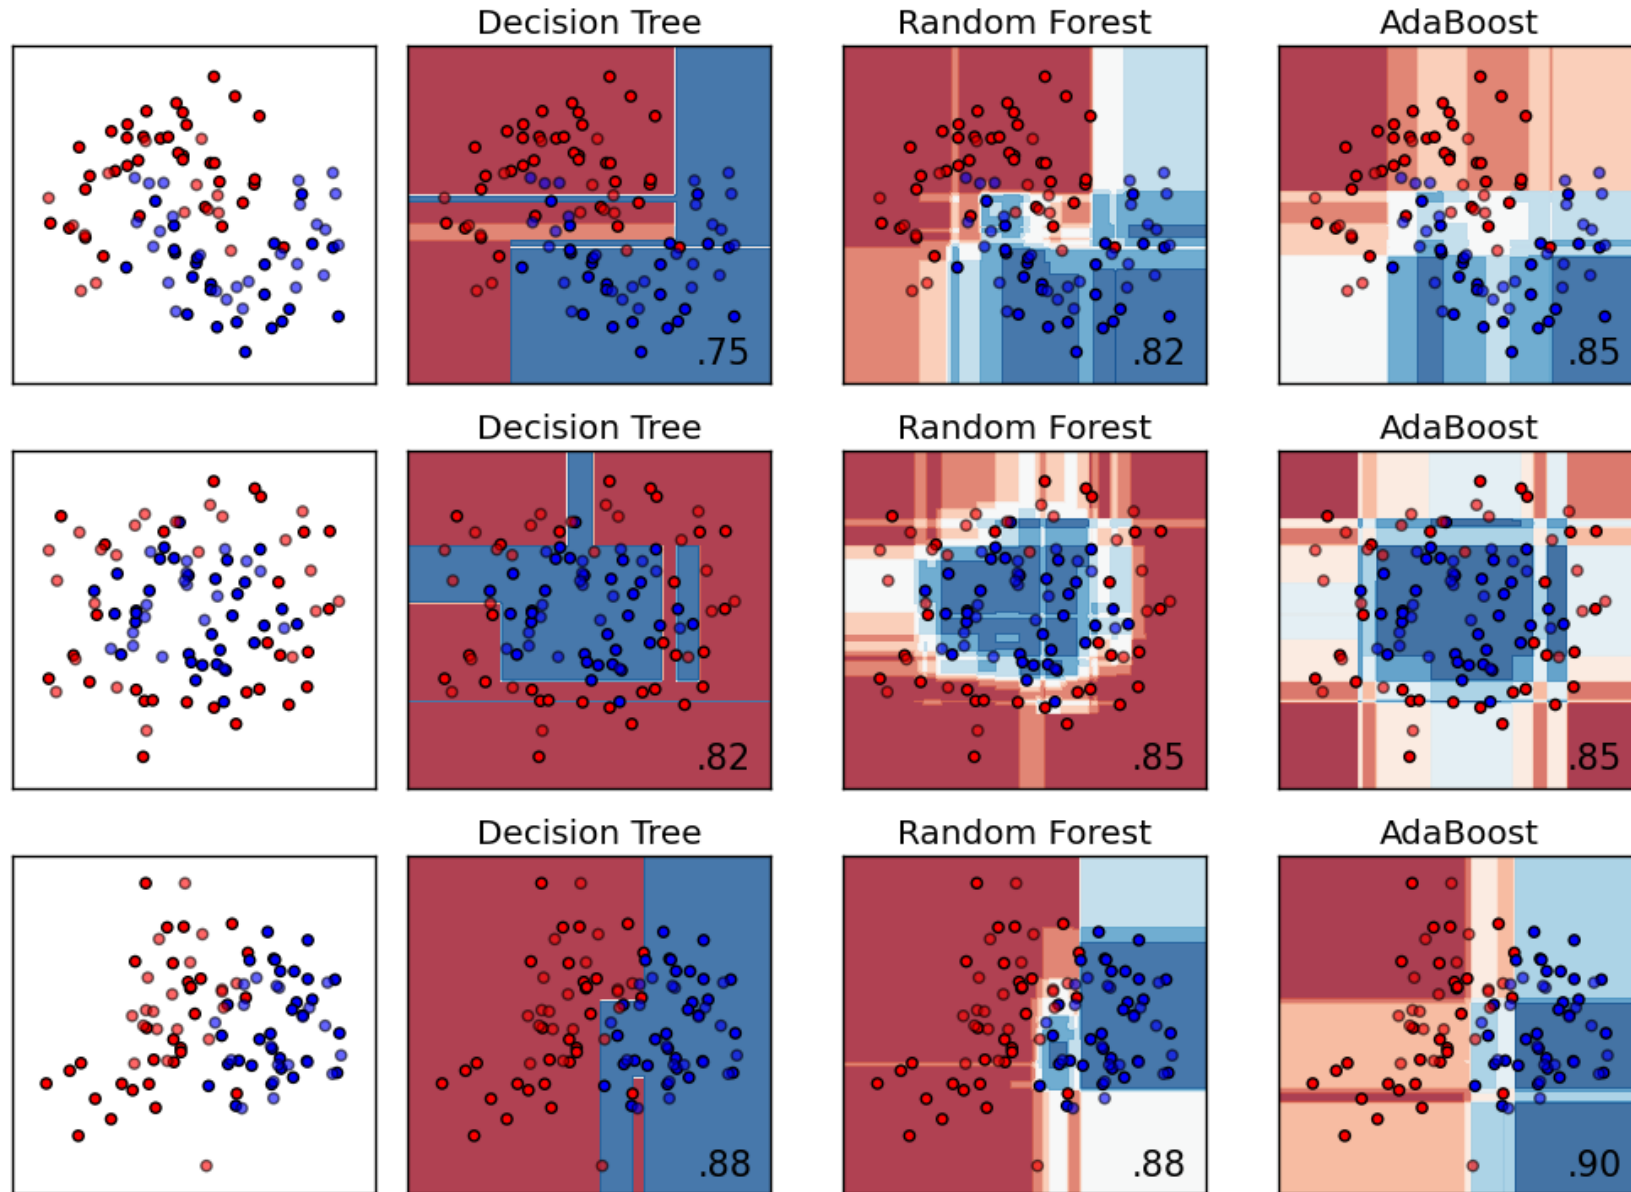 Decision Tree Random Forest AdaBoost
.75 .82 .85
Decision Tree Random Forest AdaBoost
.82 .85 .85
Decision Tree Random Forest AdaBoost
.88 .88 .90